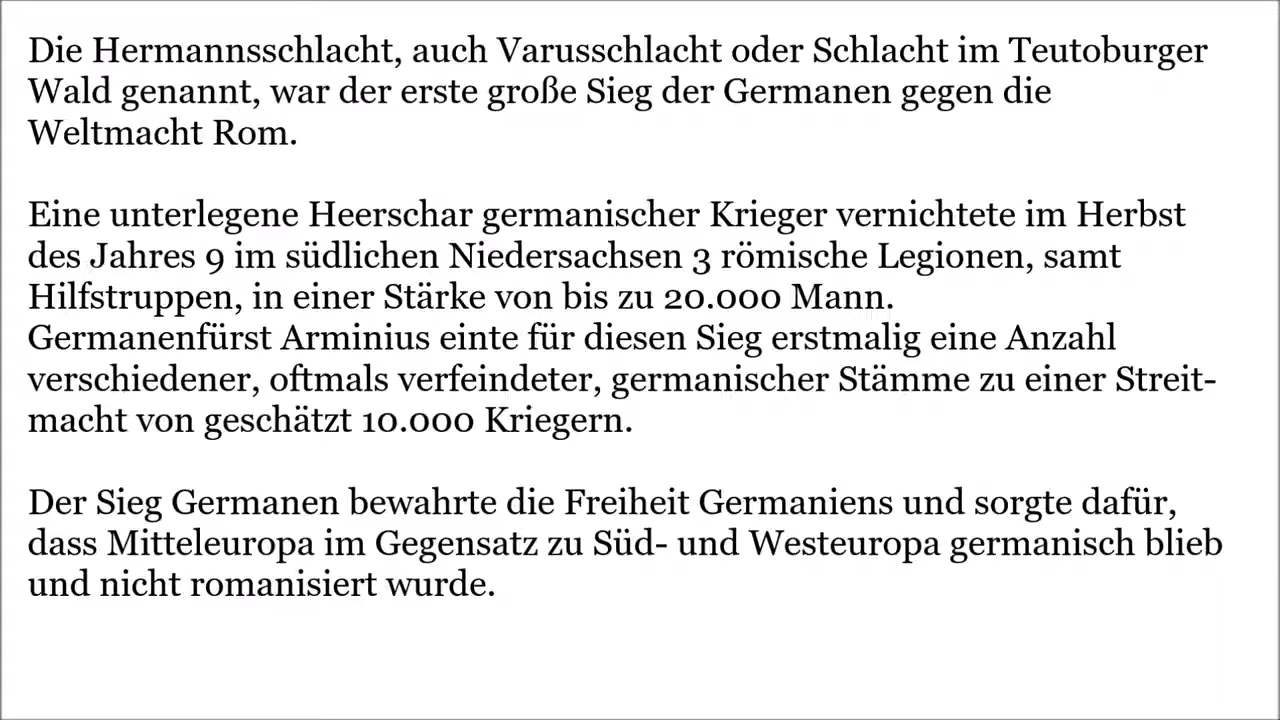 Die Hermannsschlacht, auch Varusschlacht oder Schlacht im Teutoburger
Wald genannt, war der erste große Sieg der Germanen gegen die
Weltmacht Rom.
Eine unterlegene Heerschar germanischer Krieger vernichtete im Herbst
des Jahres 9 im südlichen Niedersachsen 3 römische Legionen, samt
Hilfstruppen, in einer Stärke von bis zu 20.000 Mann.
Germanenfürst Arminius einte für diesen Sieg erstmalig eine Anzahl
verschiedener, oftmals verfeindeter, germanischer Stämme zu einer Streit-
macht von geschätzt 10.000 Kriegern.
Der Sieg Germanen bewahrte die Freiheit Germaniens und sorgte dafür,
dass Mitteleuropa im Gegensatz zu Süd- und Westeuropa germanisch blieb
und nicht romanisiert wurde.